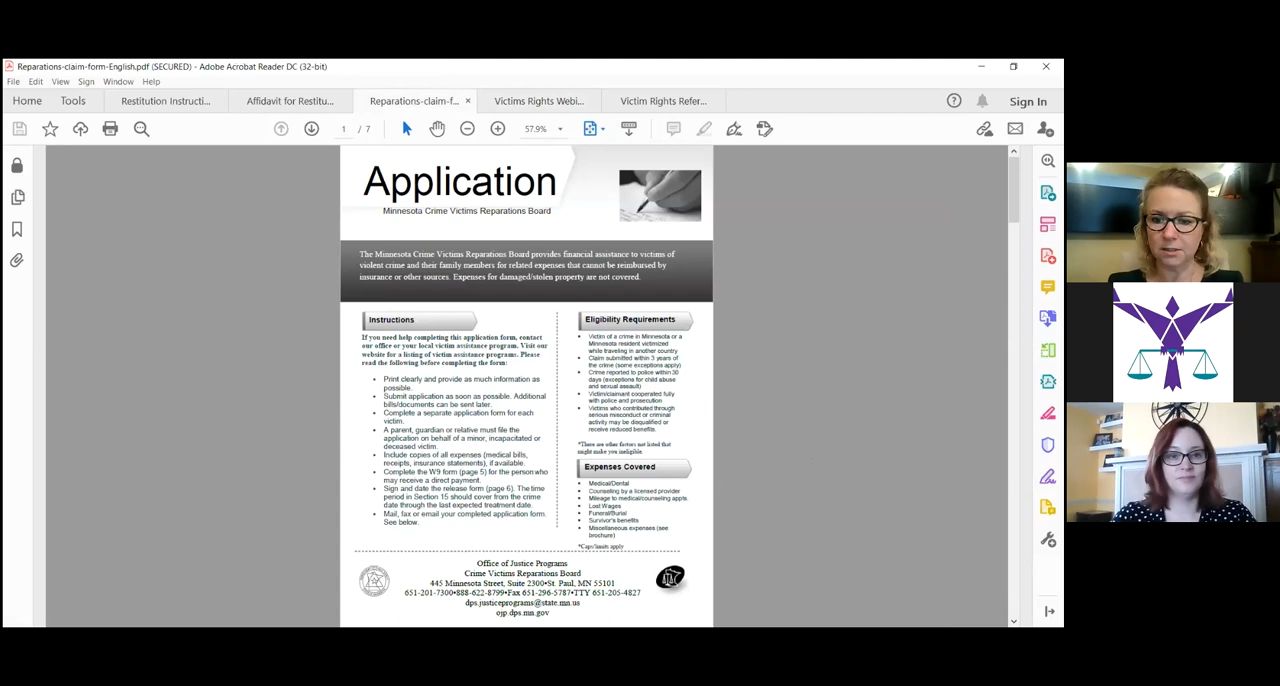 Reparations-claim-form-English.pdf (SECURED) - Adobe Acrobat Reader DC (32-bit)
File Edit View Sign Window Help
Home Tools Restitution Instructi... Affidavit for Restitu... Reparations-claim-f... × Victims Rights Webi... Victim Rights Refer... Sign In
1 / 7 57.9%
Application
Minnesota Crime Victims Reparations Board
The Minnesota Crime Victims Reparations Board provides financial assistance to victims of
violent crime and their family members for related expenses that cannot be reimbursed by
insurance or other sources. Expenses for damaged/stolen property are not covered.
Instructions
If you need help completing this application form, contact
our office or your local victim assistance program. Visit our
website for a listing of victim assistance programs. Please
read the following before completing the form:
• Print clearly and provide as much information as
possible.
• Submit application as soon as possible. Additional
bills/documents can be sent later.
• Complete a separate application form for each
victim.
• A parent, guardian or relative must file the
application on behalf of a minor, incapacitated or
deceased victim.
• Include copies of all expenses (medical bills,
receipts, insurance statements), if available.
• Complete the W9 form (page 5) for the person who
may receive a direct payment.
• Sign and date the release form (page 6). The time
period in Section 15 should cover from the crime
date through the last expected treatment date.
• Mail, fax or email your completed application form.
See below.
Eligibility Requirements
• Victim of a crime in Minnesota or a
Minnesota resident victimized
while traveling in another country
• Claim submitted within 3 years of
the crime (some exceptions apply)
• Crime reported to police within 30
days (exceptions for child abuse
and sexual assault)
• Victim/claimant cooperated fully
with police and prosecution
• Victims who contributed through
serious misconduct or criminal
activity may be disqualified or
receive reduced benefits.
*There are other factors not listed that
might make you ineligible.
Expenses Covered
• Medical/Dental
• Counseling by a licensed provider
• Mileage to medical/counseling appts
• Lost Wages
• Funeral/Burial
• Survivor's benefits
• Miscellaneous expenses (see
brochure)
*Caps/limits apply
Office of Justice Programs
Crime Victims Reparations Board
445 Minnesota Street, Suite 2300•St. Paul, MN 55101
651-201-7300•888-622-8799•Fax 651-296-5787•TTY 651-205-4827
dps.justiceprograms@state.mn.us
ojp.dps.mn.gov